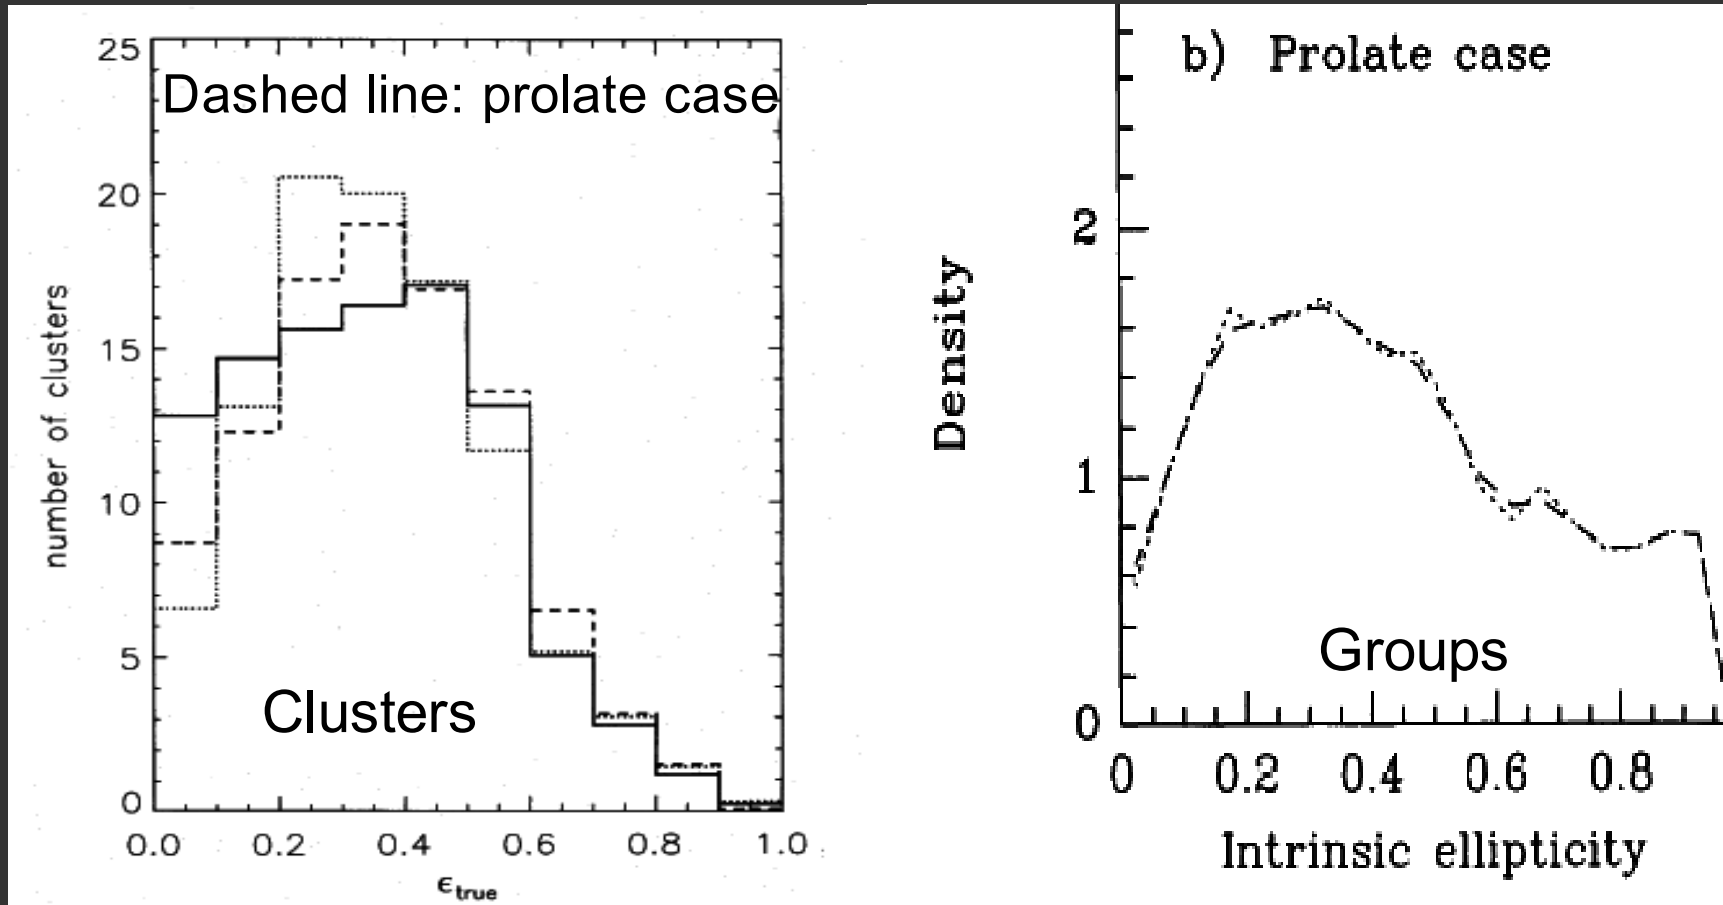 25
20
15
10
5
0
number of clusters
Dashed line: prolate case
Clusters
0.0 0.2 0.4 0.6 0.8 1.0
ϵtrue
b) Prolate case
Density
2
1
0
Groups
0 0.2 0.4 0.6 0.8
Intrinsic ellipticity